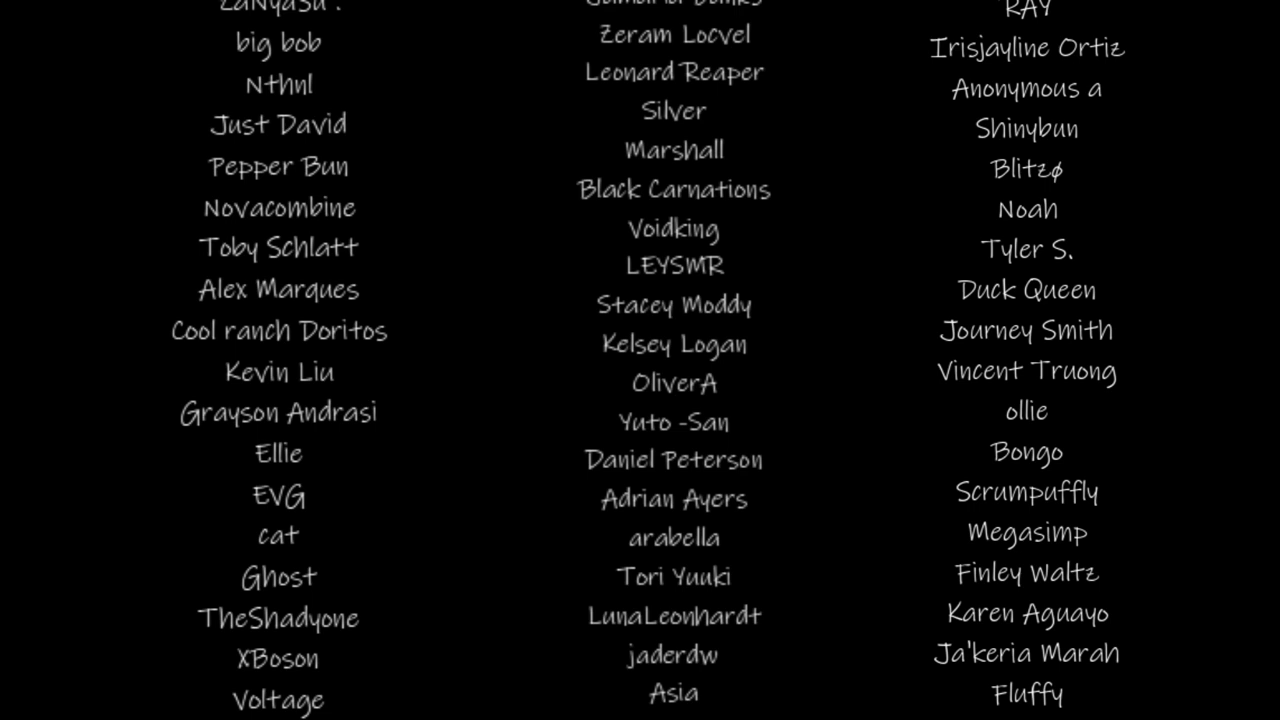 big bob
Nthnl
Just David
Pepper Bun
Novacombine
Toby Schlatt
Alex Marques
Cool ranch Doritos
Kevin Liu
Grayson Andrasi
Ellie
EVG
cat
Ghost
TheShadyone
XBoson
Voltage
Zeram Locvel
Leonard Reaper
Silver
Marshall
Black Carnations
Voidking
LEYSMR
Stacey Moddy
Kelsey Logan
OliverA
Yuto -San
Daniel Peterson
Adrian Ayers
arabella
Tori Yuuki
LunaLeonhardt
jaderdw
Asia
RAY
Irisjayline Ortiz
Anonymous a
Shinybun
Blitzø
Noah
Tyler S.
Duck Queen
Journey Smith
Vincent Truong
ollie
Bongo
Scrumpuffly
Megasimp
Finley Waltz
Karen Aguayo
Ja'keria Marah
Fluffy